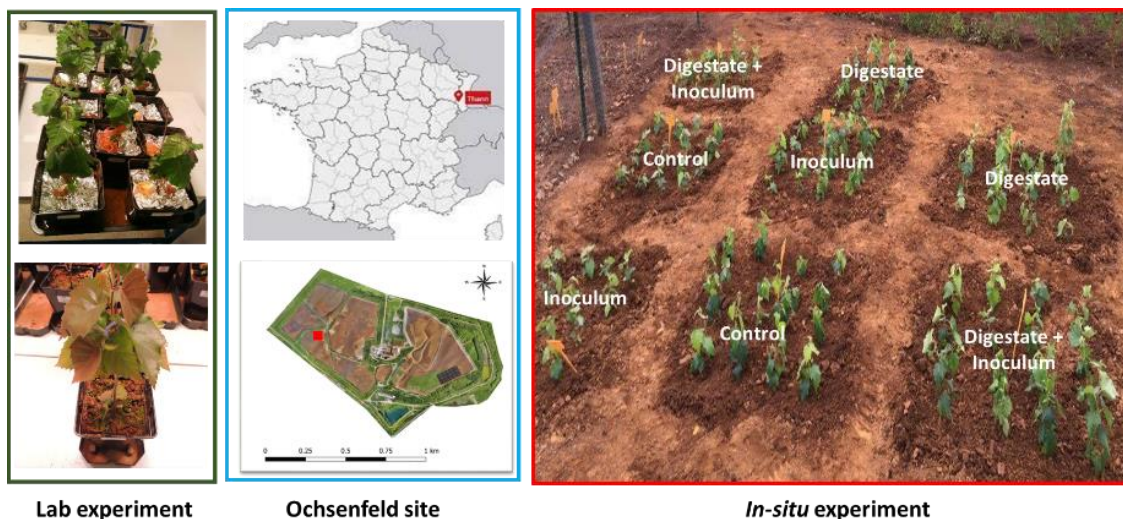 Thann
N
0 0.25 0.5 0.75 1 km
Digestate +
Inoculum
Digestate
Control
Inoculum
Digestate
Inoculum
Control
Digestate +
Inoculum
Lab experiment
Ochsenfeld site
In-situ experiment